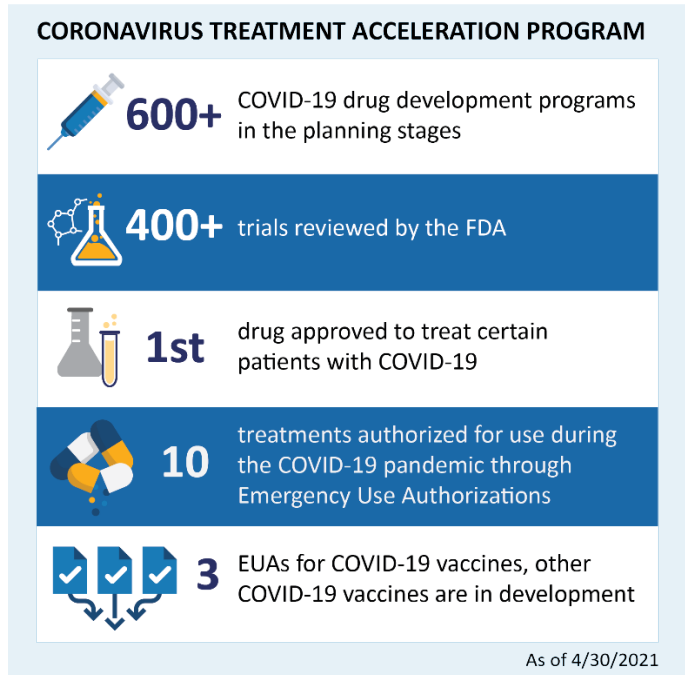 CORONAVIRUS TREATMENT ACCELERATION PROGRAM
600+
COVID-19 drug development programs
in the planning stages
400+
trials reviewed by the FDA
1st
drug approved to treat certain
patients with COVID-19
10
treatments authorized for use during
the COVID-19 pandemic through
Emergency Use Authorizations
3
EUAs for COVID-19 vaccines, other
COVID-19 vaccines are in development
As of 4/30/2021